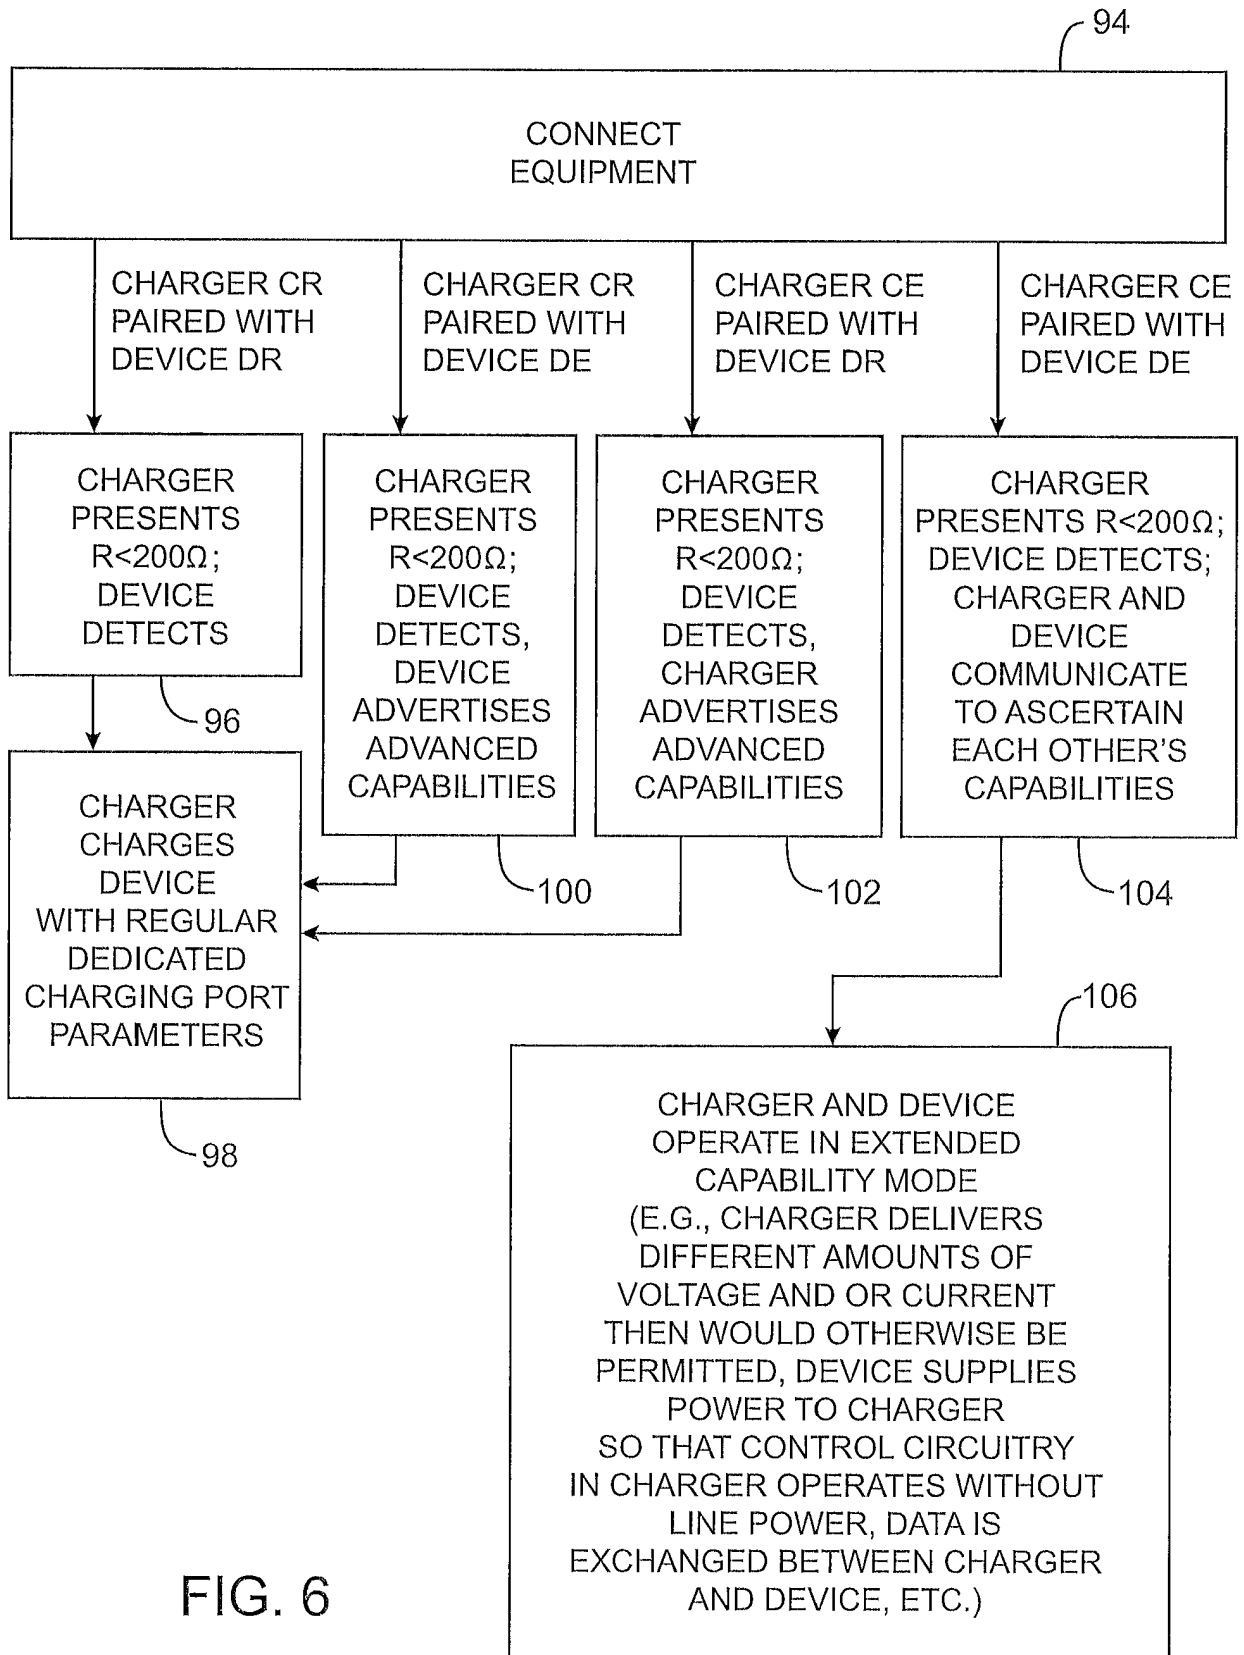 94
CONNECT
EQUIPMENT
CHARGER CR
PAIRED WITH
DEVICE DR
CHARGER CR
PAIRED WITH
DEVICE DE
CHARGER CE
PAIRED WITH
DEVICE DR
CHARGER CE
PAIRED WITH
DEVICE DE
CHARGER
PRESENTS
R<200Ω;
DEVICE
DETECTS
96
CHARGER
PRESENTS
R<200Ω;
DEVICE
DETECTS,
DEVICE
ADVERTISES
ADVANCED
CAPABILITIES
100
CHARGER
PRESENTS
R<200Ω;
DEVICE
DETECTS,
CHARGER
ADVERTISES
ADVANCED
CAPABILITIES
102
CHARGER
PRESENTS R<200Ω;
DEVICE DETECTS;
CHARGER AND
DEVICE
COMMUNICATE
TO ASCERTAIN
EACH OTHER'S
CAPABILITIES
104
CHARGER
CHARGES
DEVICE
WITH REGULAR
DEDICATED
CHARGING PORT
PARAMETERS
98
106
CHARGER AND DEVICE
OPERATE IN EXTENDED
CAPABILITY MODE
(E.G., CHARGER DELIVERS
DIFFERENT AMOUNTS OF
VOLTAGE AND OR CURRENT
THEN WOULD OTHERWISE BE
PERMITTED, DEVICE SUPPLIES
POWER TO CHARGER
SO THAT CONTROL CIRCUITRY
IN CHARGER OPERATES WITHOUT
LINE POWER, DATA IS
EXCHANGED BETWEEN CHARGER
AND DEVICE, ETC.)
FIG. 6